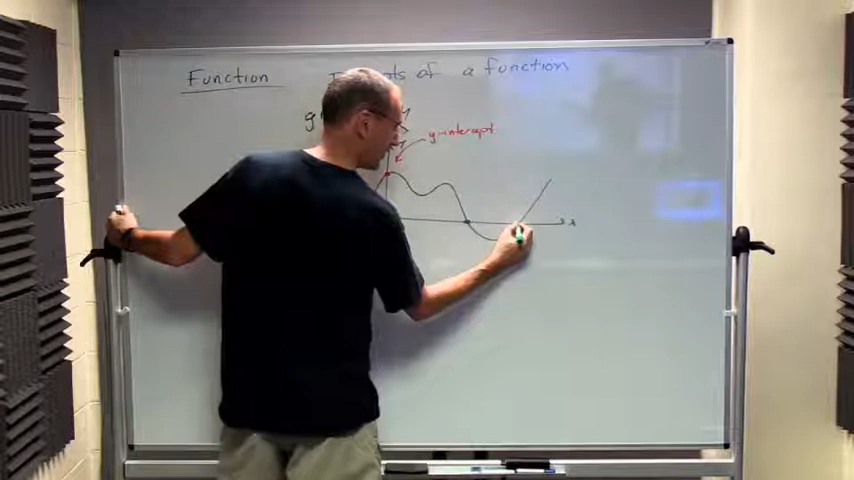 Function
of a function
g
y
y-intercept
x